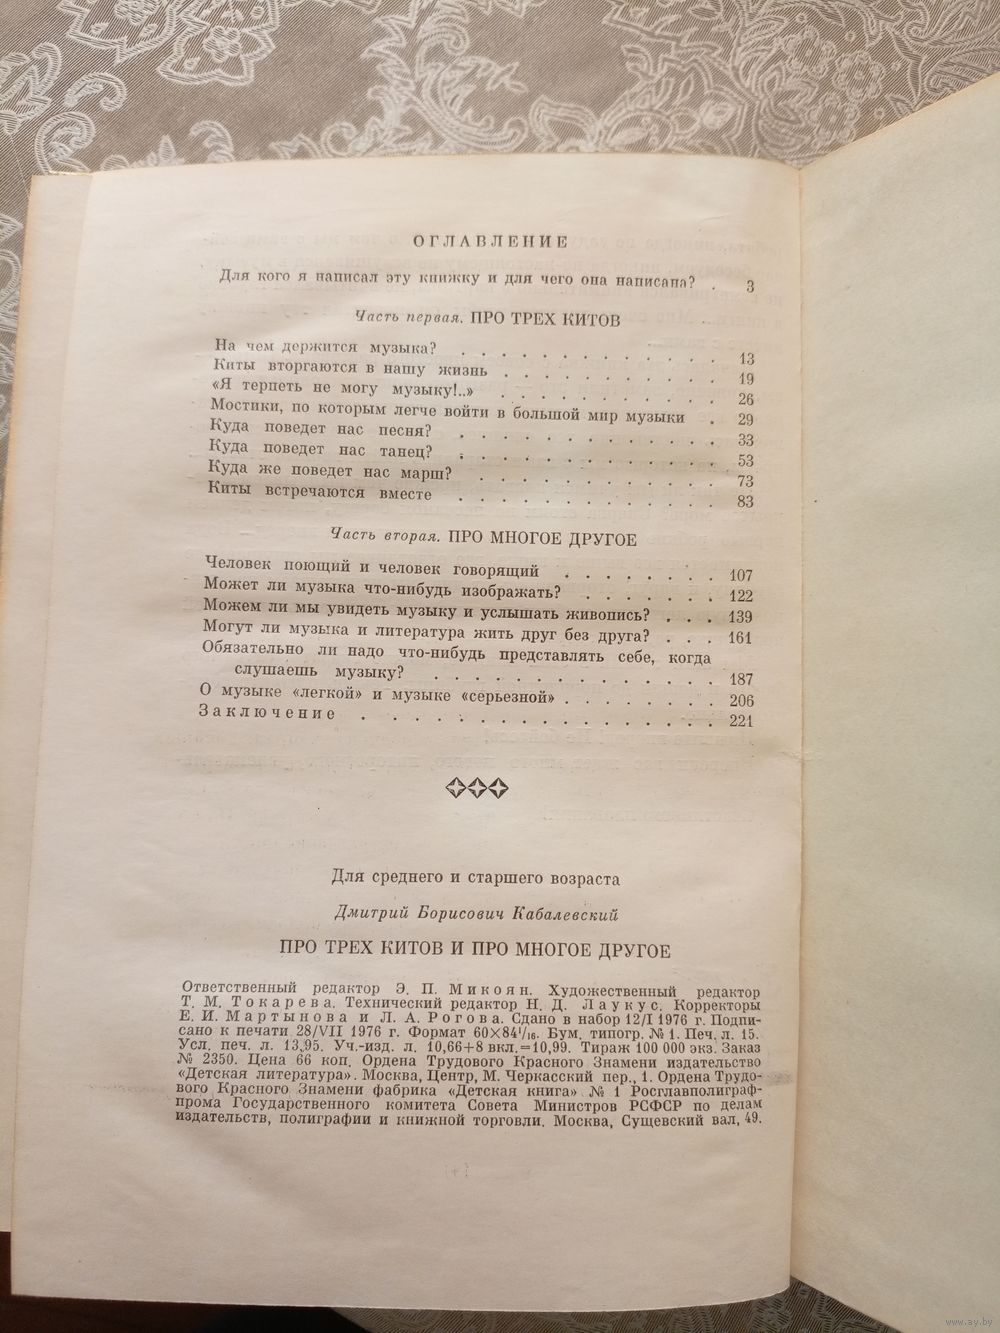 ОГЛАВЛЕНИЕ
Для кого я написал эту книжку и для чего она написана? . 3
Часть первая. ПРО ТРЕХ КИТОВ
На чем держится музыка? . . . . . . . . . . . . 13
Киты вторгаются в нашу жизнь . . . . . . . . . . 19
«Я терпеть не могу музыку!..» . . . . . . . . . . 26
Мостики, по которым легче войти в большой мир музыки . 29
Куда поведет нас песня? . . . . . . . . . . . . 33
Куда поведет нас танец? . . . . . . . . . . . . 53
Куда же поведет нас марш? . . . . . . . . . . . 73
Киты встречаются вместе . . . . . . . . . . . . 83
Часть вторая. ПРО МНОГОЕ ДРУГОЕ
Человек поющий и человек говорящий . . . . . . . 107
Может ли музыка что-нибудь изображать? . . . . . . 122
Можем ли мы увидеть музыку и услышать живопись? . . . 139
Могут ли музыка и литература жить друг без друга? . . . 161
Обязательно ли надо что-нибудь представлять себе, когда
слушаешь музыку? . . . . . . . . . . . . . 187
О музыке «легкой» и музыке «серьезной» . . . . . . . 206
Заключение . . . . . . . . . . . . . . . . 221
Для среднего и старшего возраста
Дмитрий Борисович Кабалевский
ПРО ТРЕХ КИТОВ И ПРО МНОГОЕ ДРУГОЕ
Ответственный редактор Э. П. Микоян. Художественный редактор
Т. М. Токарева. Технический редактор Н. Д. Лаукус. Корректоры
Е. И. Мартынова и Л. А. Рогова. Сдано в набор 12/I 1976 г. Подпи-
сано к печати 28/VII 1976 г. Формат 60×84¹/₁₆. Бум. типогр. № 1. Печ. л. 15.
Усл. печ. л. 13,95. Уч.-изд. л. 10,66+8 вкл.=10,99. Тираж 100 000 экз. Заказ
№ 2350. Цена 66 коп. Ордена Трудового Красного Знамени издательство
«Детская литература». Москва, Центр, М. Черкасский пер., 1. Ордена Трудо-
вого Красного Знамени фабрика «Детская книга» № 1 Росглавполиграф-
прома Государственного комитета Совета Министров РСФСР по делам
издательств, полиграфии и книжной торговли. Москва, Сущевский вал, 49.
www.ay.by